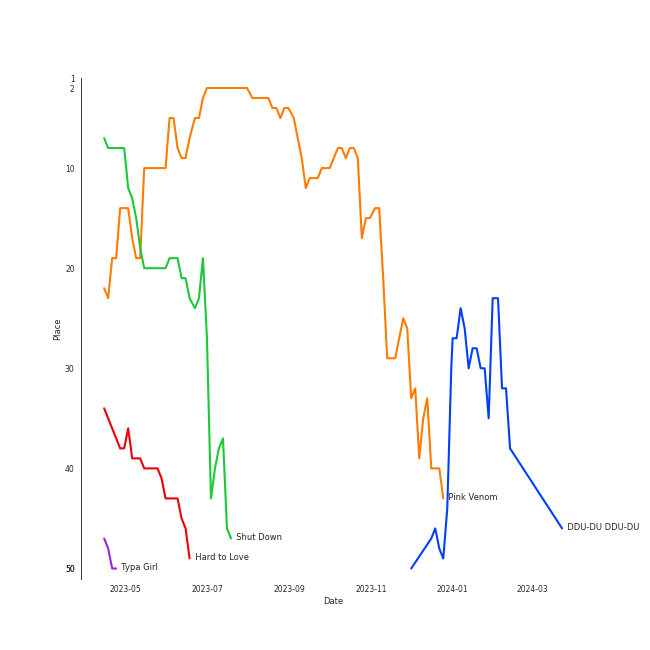 1
2
10
20
30
40
50
Place
Pink Venom
DDU-DU DDU-DU
Shut Down
Hard to Love
Typa Girl
2023-05
2023-07
2023-09
2023-11
2024-01
2024-03
Date